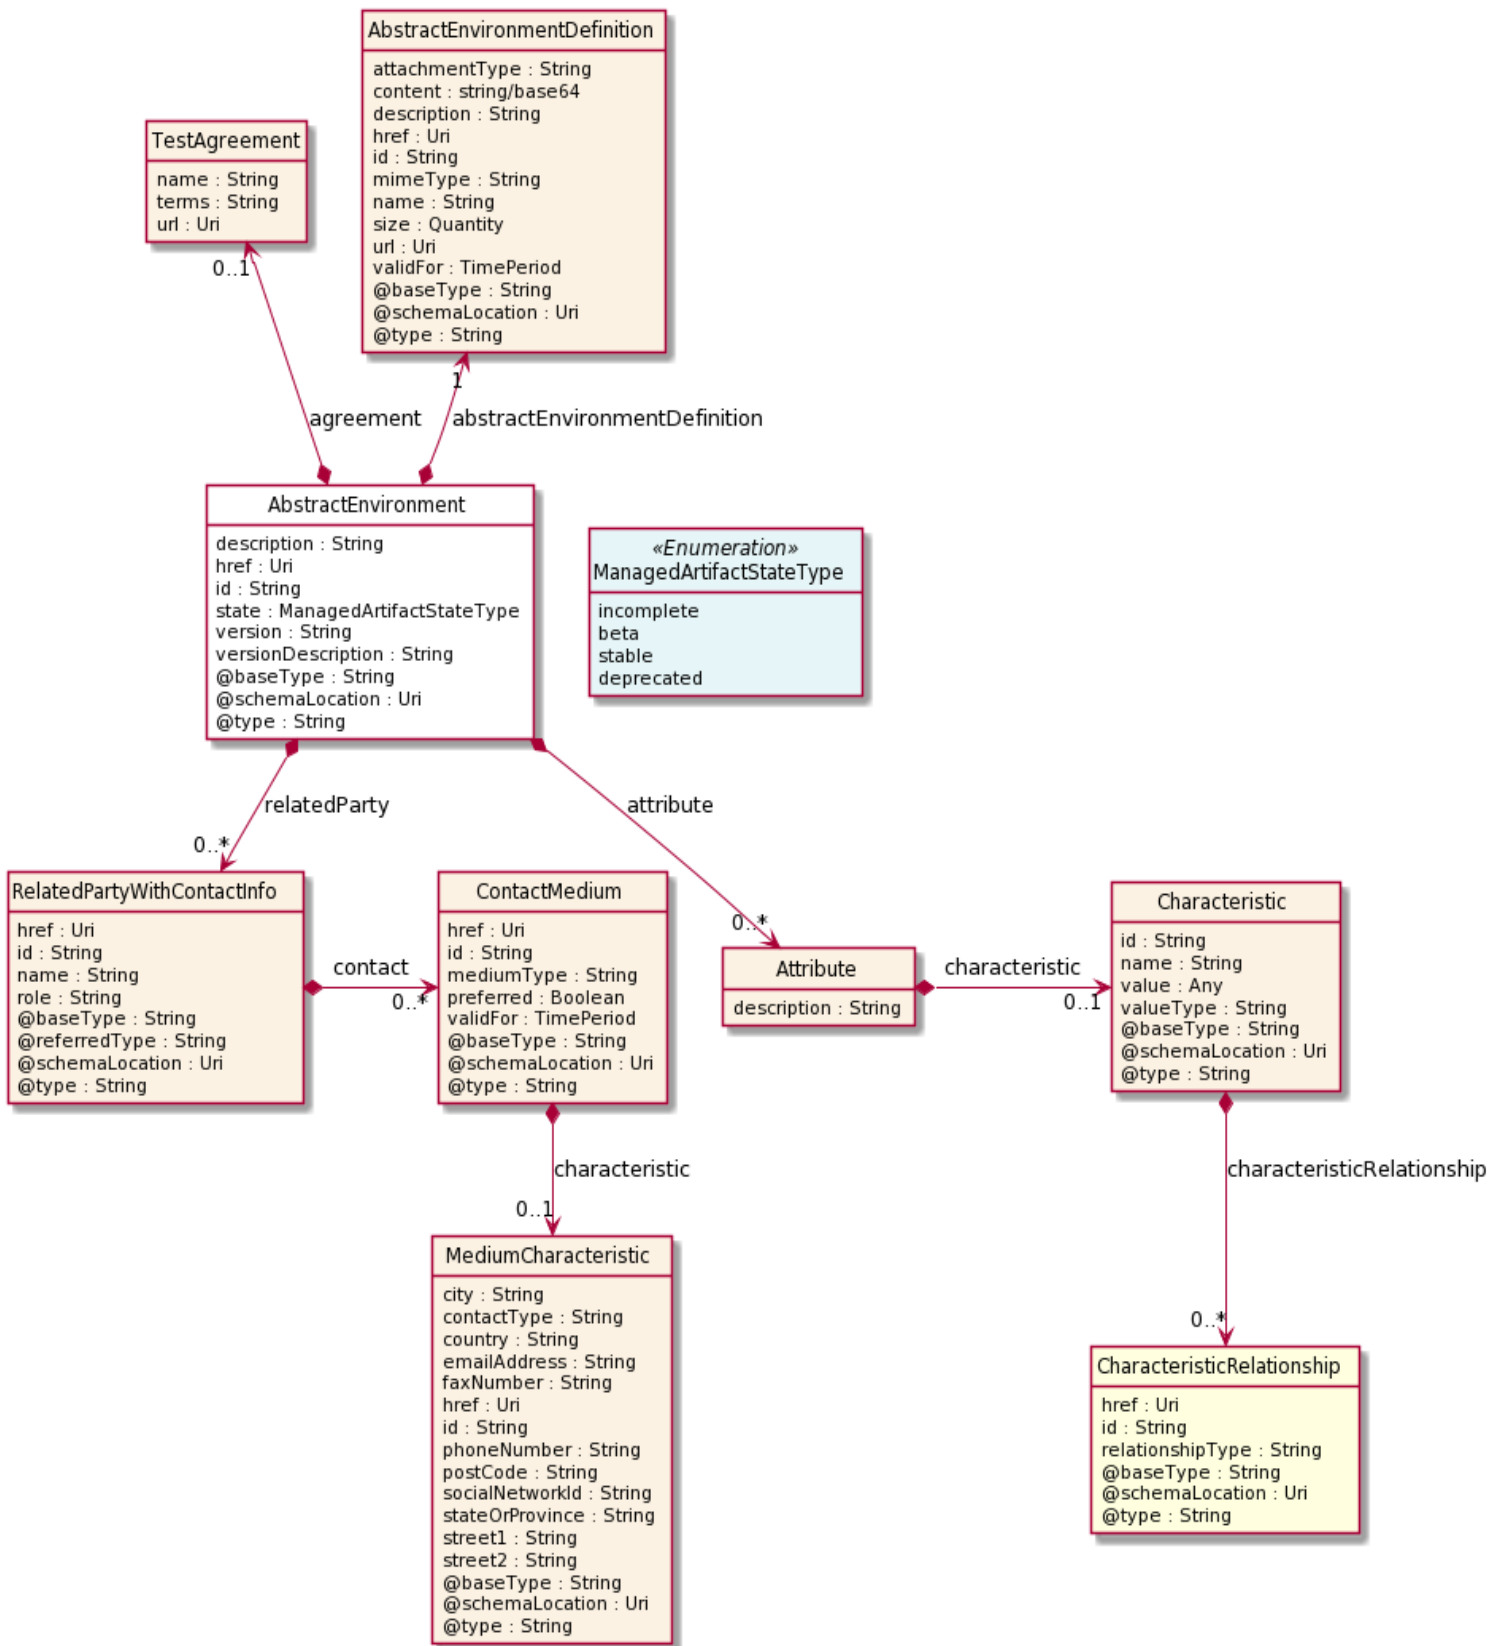 AbstractEnvironmentDefinition
attachmentType : String
content : string/base64
description : String
href : Uri
id : String
mimeType : String
name : String
size : Quantity
url : Uri
validFor : TimePeriod
@baseType : String
@schemaLocation : Uri
@type : String
TestAgreement
name : String
terms : String
url : Uri
0..1
1
agreement
abstractEnvironmentDefinition
AbstractEnvironment
description : String
href : Uri
id : String
state : ManagedArtifactStateType
version : String
versionDescription : String
@baseType : String
@schemaLocation : Uri
@type : String
«Enumeration»
ManagedArtifactStateType
incomplete
beta
stable
deprecated
relatedParty
0..*
attribute
0..*
RelatedPartyWithContactInfo
href : Uri
id : String
name : String
role : String
@baseType : String
@referredType : String
@schemaLocation : Uri
@type : String
contact
0..*
ContactMedium
href : Uri
id : String
mediumType : String
preferred : Boolean
validFor : TimePeriod
@baseType : String
@schemaLocation : Uri
@type : String
Attribute
description : String
characteristic
0..1
Characteristic
id : String
name : String
value : Any
valueType : String
@baseType : String
@schemaLocation : Uri
@type : String
characteristic
0..1
characteristicRelationship
0..*
MediumCharacteristic
city : String
contactType : String
country : String
emailAddress : String
faxNumber : String
href : Uri
id : String
phoneNumber : String
postCode : String
socialNetworkId : String
stateOrProvince : String
street1 : String
street2 : String
@baseType : String
@schemaLocation : Uri
@type : String
CharacteristicRelationship
href : Uri
id : String
relationshipType : String
@baseType : String
@schemaLocation : Uri
@type : String